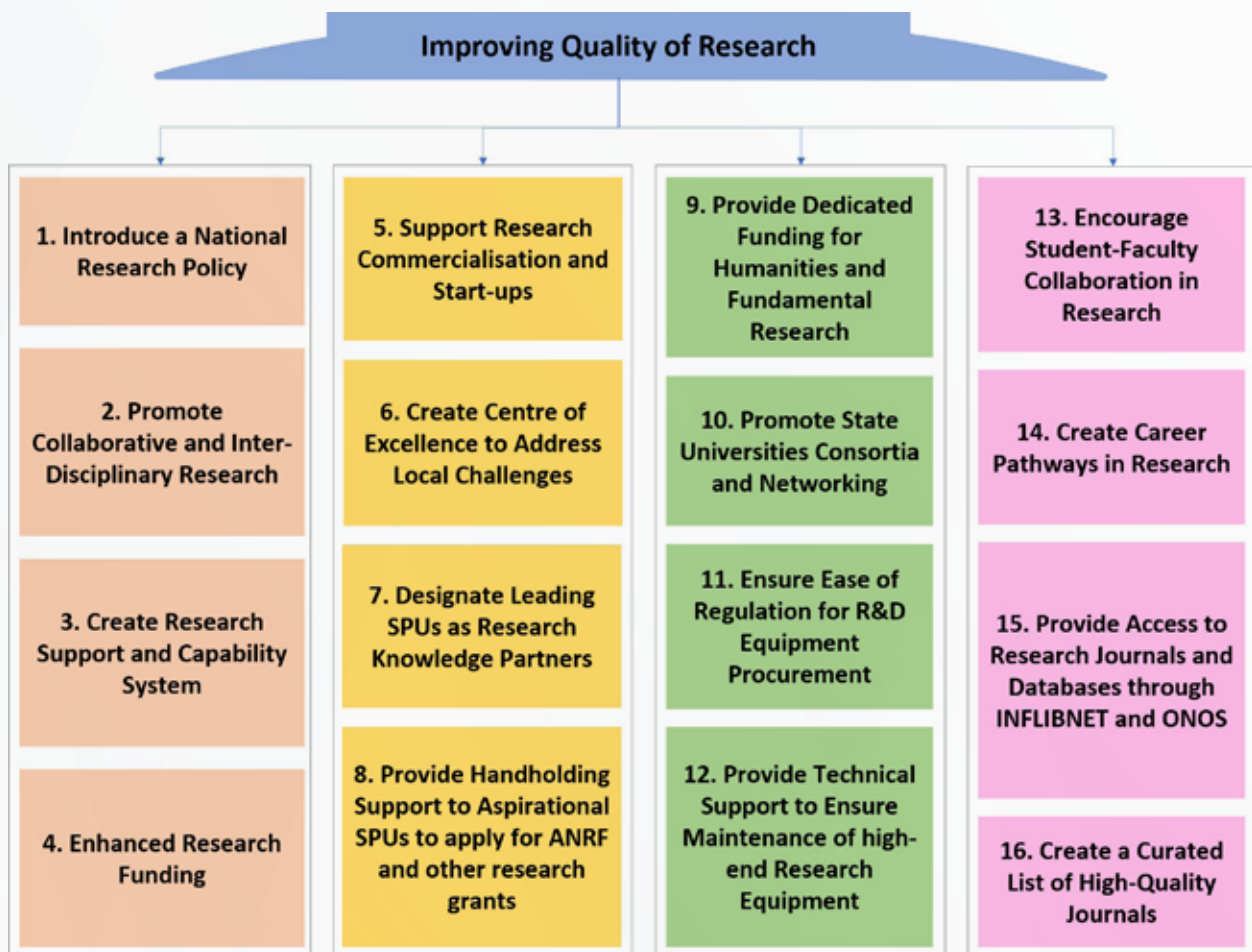 Improving Quality of Research
1. Introduce a National
Research Policy
2. Promote
Collaborative and Inter-
Disciplinary Research
3. Create Research
Support and Capability
System
4. Enhanced Research
Funding
5. Support Research
Commercialisation and
Start-ups
6. Create Centre of
Excellence to Address
Local Challenges
7. Designate Leading
SPUs as Research
Knowledge Partners
8. Provide Handholding
Support to Aspirational
SPUs to apply for ANRF
and other research
grants
9. Provide Dedicated
Funding for
Humanities and
Fundamental
Research
10. Promote State
Universities Consortia
and Networking
11. Ensure Ease of
Regulation for R&D
Equipment
Procurement
12. Provide Technical
Support to Ensure
Maintenance of high-
end Research
Equipment
13. Encourage
Student-Faculty
Collaboration in
Research
14. Create Career
Pathways in Research
15. Provide Access to
Research Journals and
Databases through
INFLIBNET and ONOS
16. Create a Curated
List of High-Quality
Journals